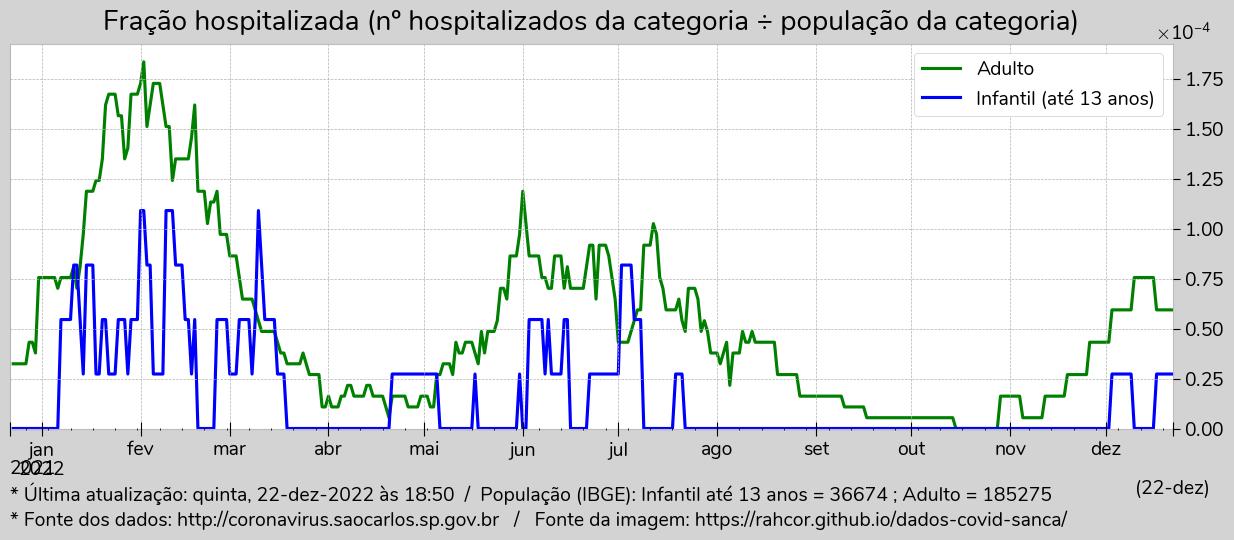 Fração hospitalizada (nº hospitalizados da categoria ÷ população da categoria)
×10⁻⁴
Adulto
Infantil (até 13 anos)
1.75
1.50
1.25
1.00
0.75
0.50
0.25
0.00
jan fev mar abr mai jun jul ago set out nov dez
2021 2022
(22-dez)
* Última atualização: quinta, 22-dez-2022 às 18:50 / População (IBGE): Infantil até 13 anos = 36674 ; Adulto = 185275
* Fonte dos dados: http://coronavirus.saocarlos.sp.gov.br / Fonte da imagem: https://rahcor.github.io/dados-covid-sanca/